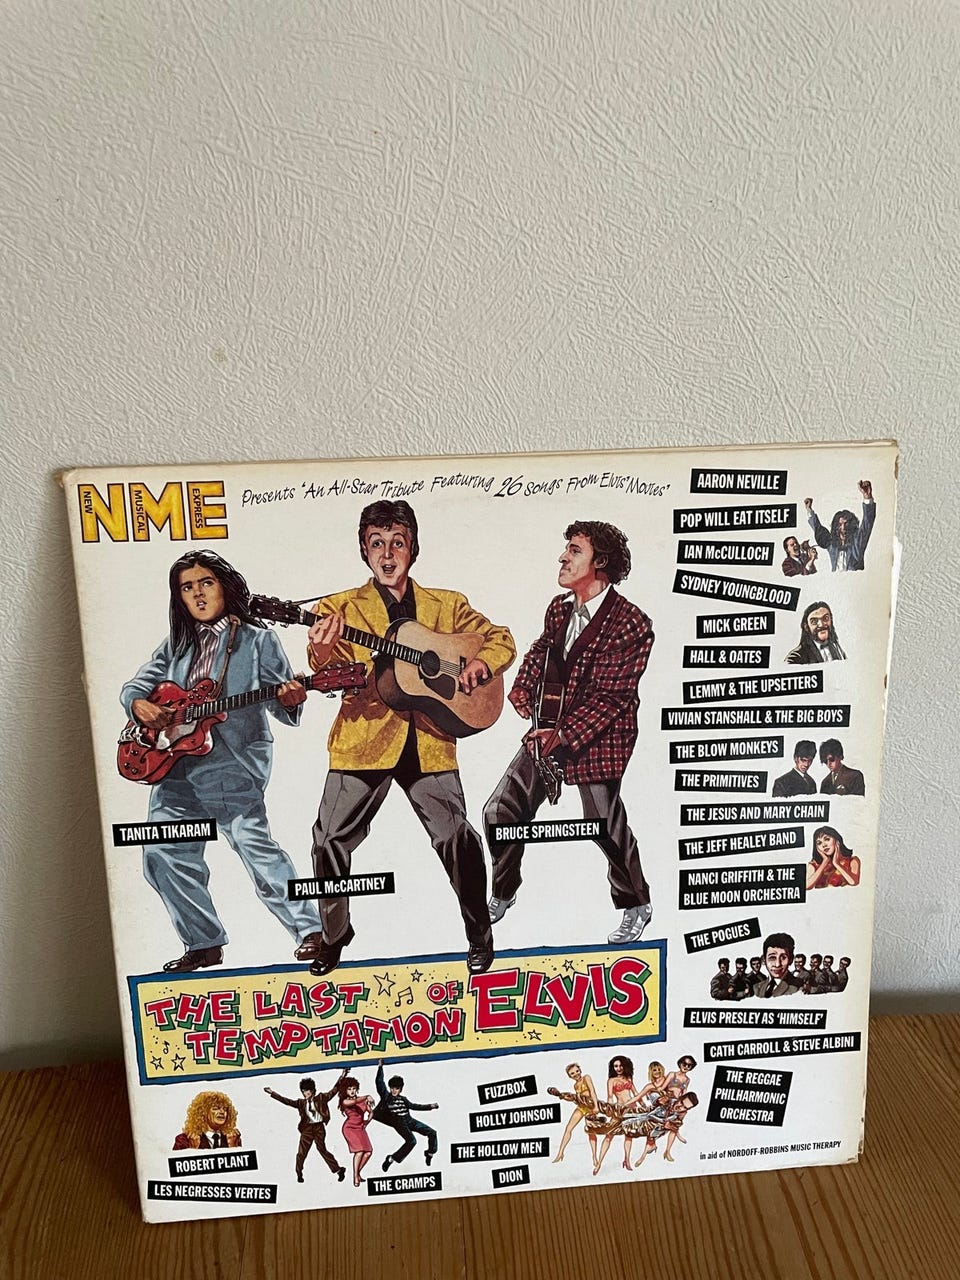 NME
NEW
MUSICAL
EXPRESS
Presents 'An All-Star Tribute Featuring 26 Songs From Elvis' Movies'
TANITA TIKARAM
PAUL McCARTNEY
BRUCE SPRINGSTEEN
THE LAST
TEMPTATION
OF
ELVIS
AARON NEVILLE
POP WILL EAT ITSELF
IAN McCULLOCH
SYDNEY YOUNGBLOOD
MICK GREEN
HALL & OATES
LEMMY & THE UPSETTERS
VIVIAN STANSHALL & THE BIG BOYS
THE BLOW MONKEYS
THE PRIMITIVES
THE JESUS AND MARY CHAIN
THE JEFF HEALEY BAND
NANCI GRIFFITH & THE
BLUE MOON ORCHESTRA
THE POGUES
ELVIS PRESLEY AS 'HIMSELF'
CATH CARROLL & STEVE ALBINI
THE REGGAE
PHILHARMONIC
ORCHESTRA
ROBERT PLANT
LES NEGRESSES VERTES
THE CRAMPS
FUZZBOX
HOLLY JOHNSON
THE HOLLOW MEN
DION
in aid of NORDOFF-ROBBINS MUSIC THERAPY